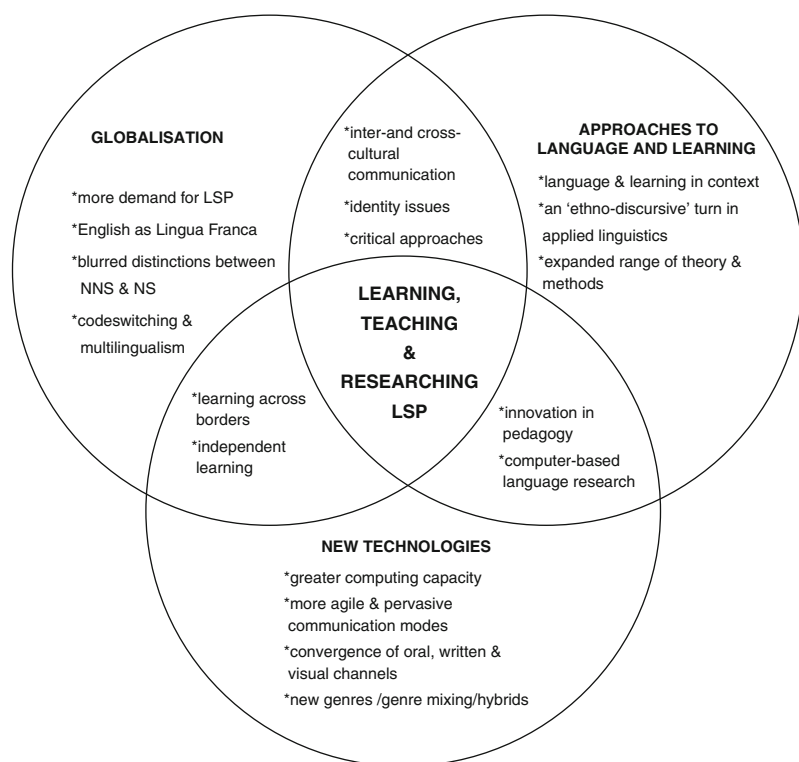 GLOBALISATION
*more demand for LSP
*English as Lingua Franca
*blurred distinctions between
NNS & NS
*codeswitching &
multilingualism
*inter-and cross-
cultural
communication
*identity issues
*critical approaches
APPROACHES TO
LANGUAGE AND LEARNING
*language & learning in context
*an ‘ethno-discursive’ turn in
applied linguistics
*expanded range of theory &
methods
LEARNING,
TEACHING
&
RESEARCHING
LSP
*learning across
borders
*independent
learning
*innovation in
pedagogy
*computer-based
language research
NEW TECHNOLOGIES
*greater computing capacity
*more agile & pervasive
communication modes
*convergence of oral, written &
visual channels
*new genres /genre mixing/hybrids